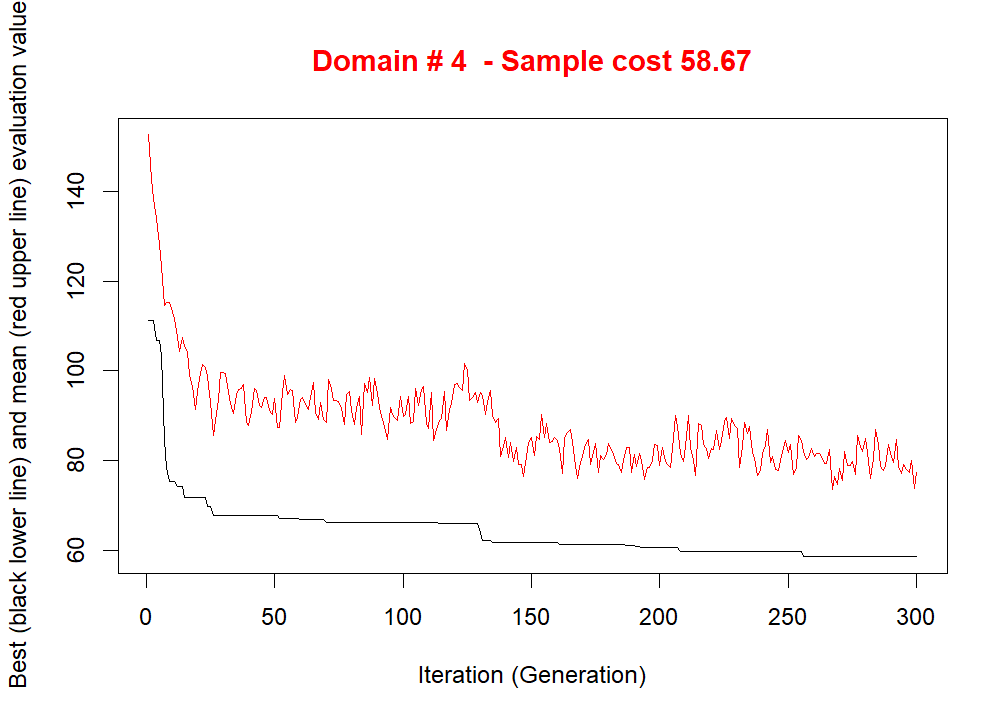 Domain # 4  - Sample cost 58.67
Best (black lower line) and mean (red upper line) evaluation value
140
120
100
80
60
0 50 100 150 200 250 300
Iteration (Generation)